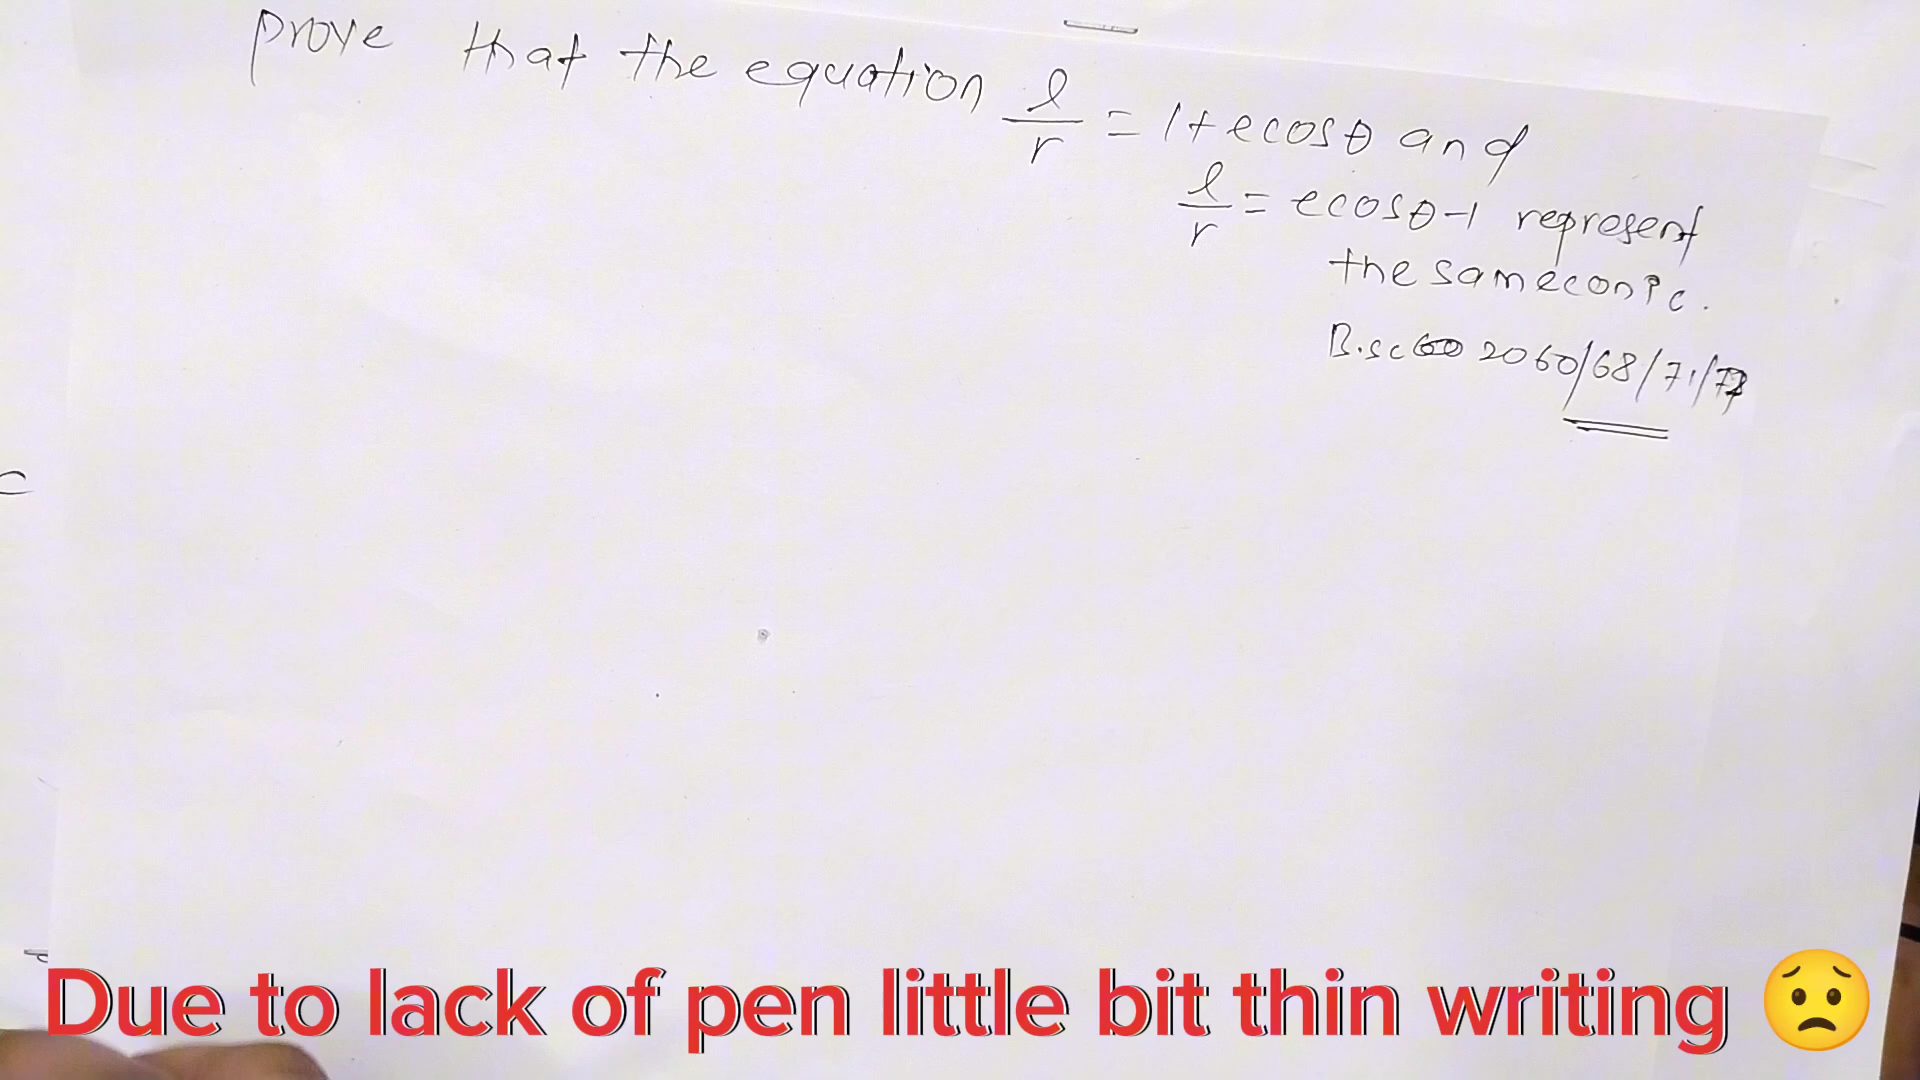 prove that the equation l/r = 1+ecosθ and
l/r = ecosθ-1 represent
the same conic.
B.sc 2060/68/71/
Due to lack of pen little bit thin writing 😟